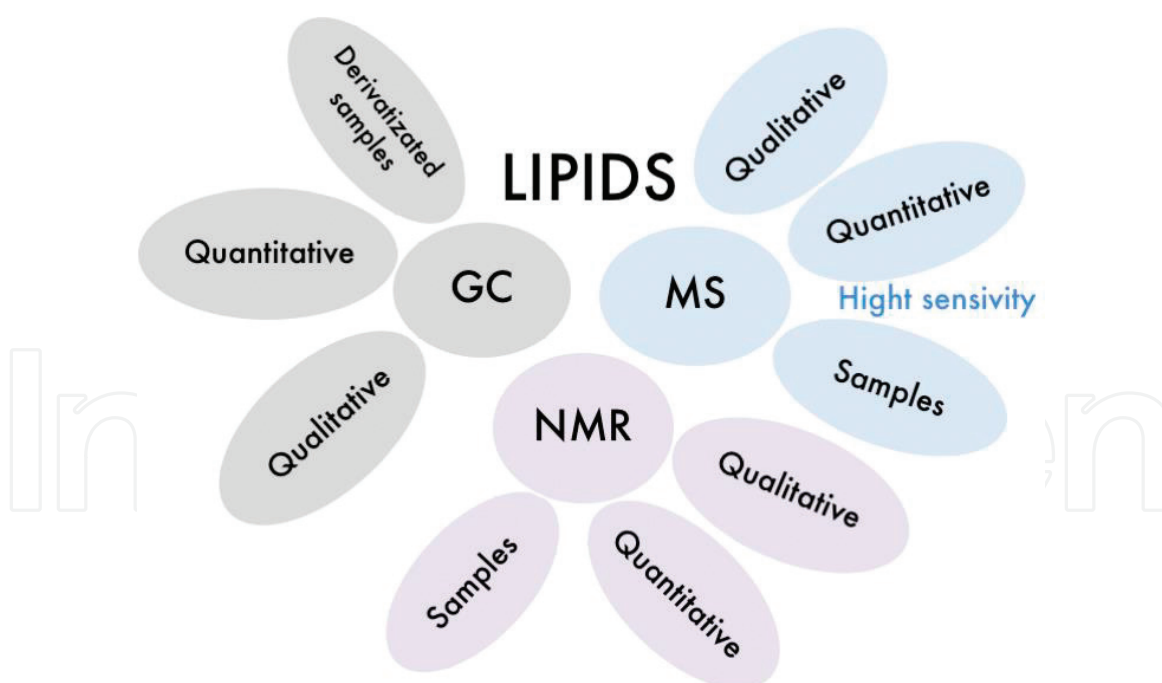 LIPIDS
Derivatizated
samples
Quantitative
Qualitative
GC
MS
Qualitative
Quantitative
Hight sensivity
Samples
NMR
Qualitative
Quantitative
Samples